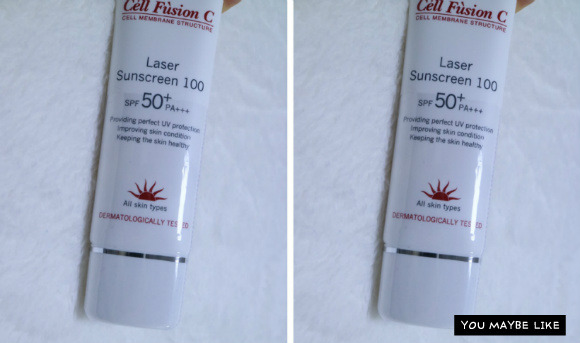 Cell Fusion C
CELL MEMBRANE STRUCTURE
Laser
Sunscreen 100
SPF 50+ PA+++
Providing perfect UV protection
Improving skin condition
Keeping the skin healthy
All skin types
DERMATOLOGICALLY TESTED
Cell Fusion C
CELL MEMBRANE STRUCTURE
Laser
Sunscreen 100
SPF 50+ PA+++
Providing perfect UV protection
Improving skin condition
Keeping the skin healthy
All skin types
DERMATOLOGICALLY TESTED
YOU MAYBE LIKE